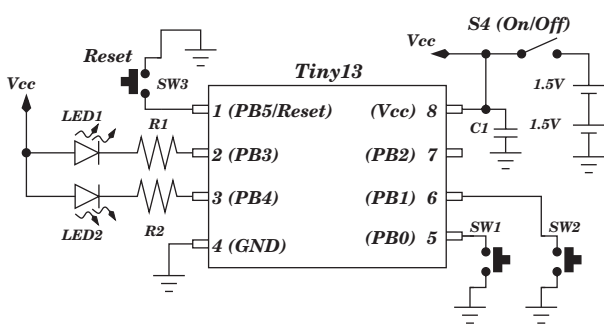 S4 (On/Off)
Vcc
Reset
Tiny13
Vcc
SW3
1.5V
LED1
R1
1 (PB5/Reset)
(Vcc) 8
C1
1.5V
2 (PB3)
(PB2) 7
3 (PB4)
(PB1) 6
LED2
R2
4 (GND)
(PB0) 5
SW1
SW2